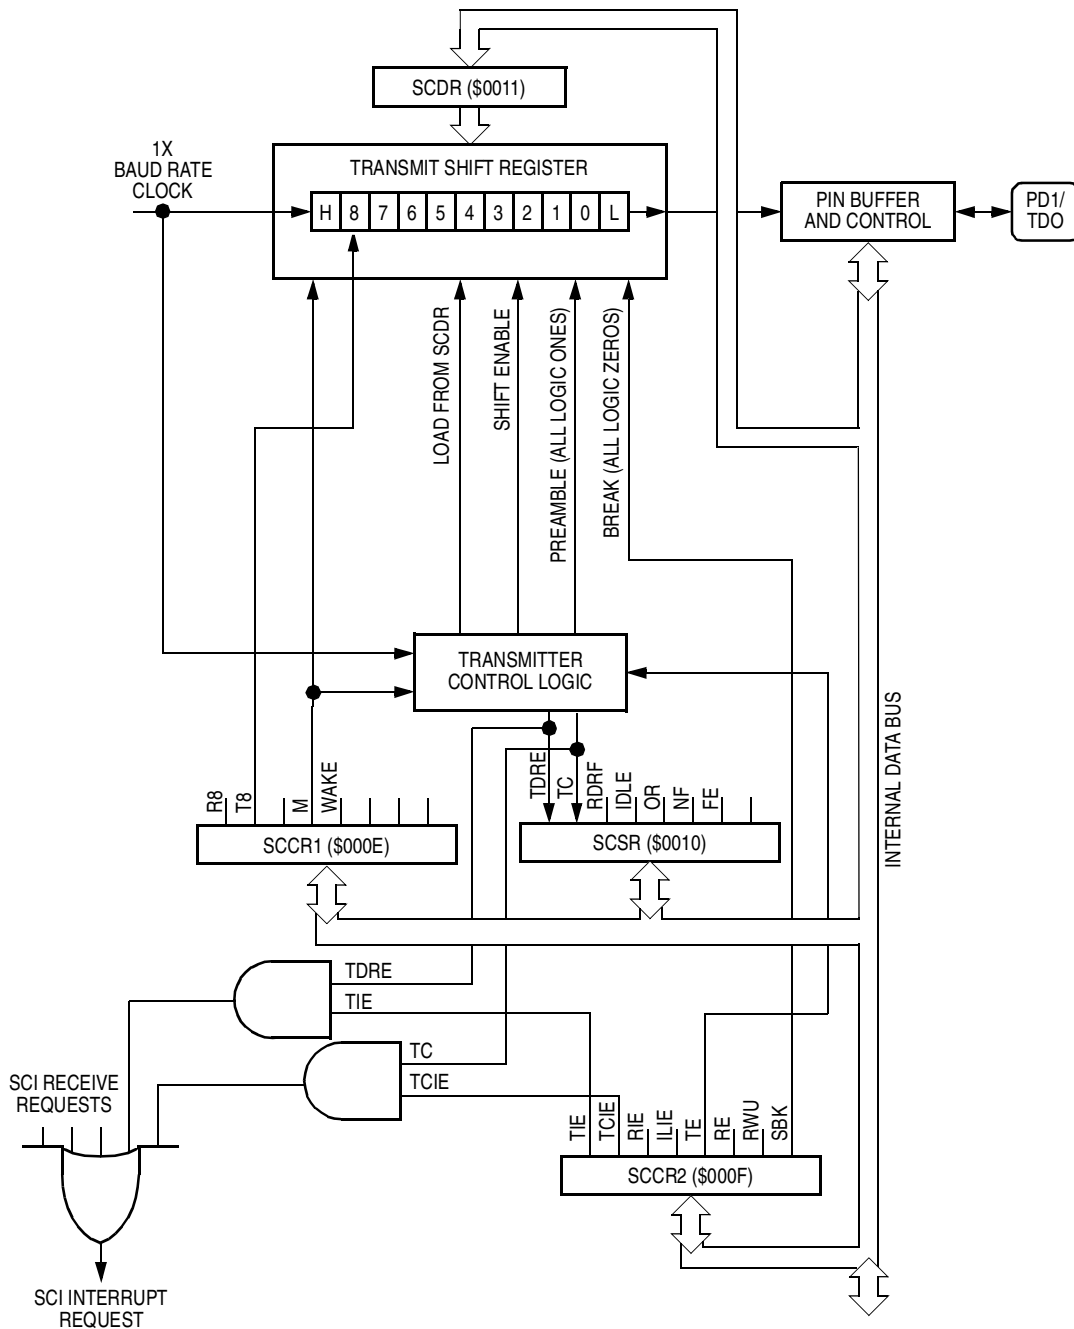 SCDR ($0011)
1X
BAUD RATE
CLOCK
TRANSMIT SHIFT REGISTER
H 8 7 6 5 4 3 2 1 0 L
PIN BUFFER
AND CONTROL
PD1/
TDO
LOAD FROM SCDR
SHIFT ENABLE
PREAMBLE (ALL LOGIC ONES)
BREAK (ALL LOGIC ZEROS)
TRANSMITTER
CONTROL LOGIC
INTERNAL DATA BUS
R8
T8
M
WAKE
SCCR1 ($000E)
TDRE
TC
RDRF
IDLE
OR
NF
FE
SCSR ($0010)
TDRE
TIE
TC
TCIE
SCI RECEIVE
REQUESTS
TIE
TCIE
RIE
ILIE
TE
RE
RWU
SBK
SCCR2 ($000F)
SCI INTERRUPT
REQUEST